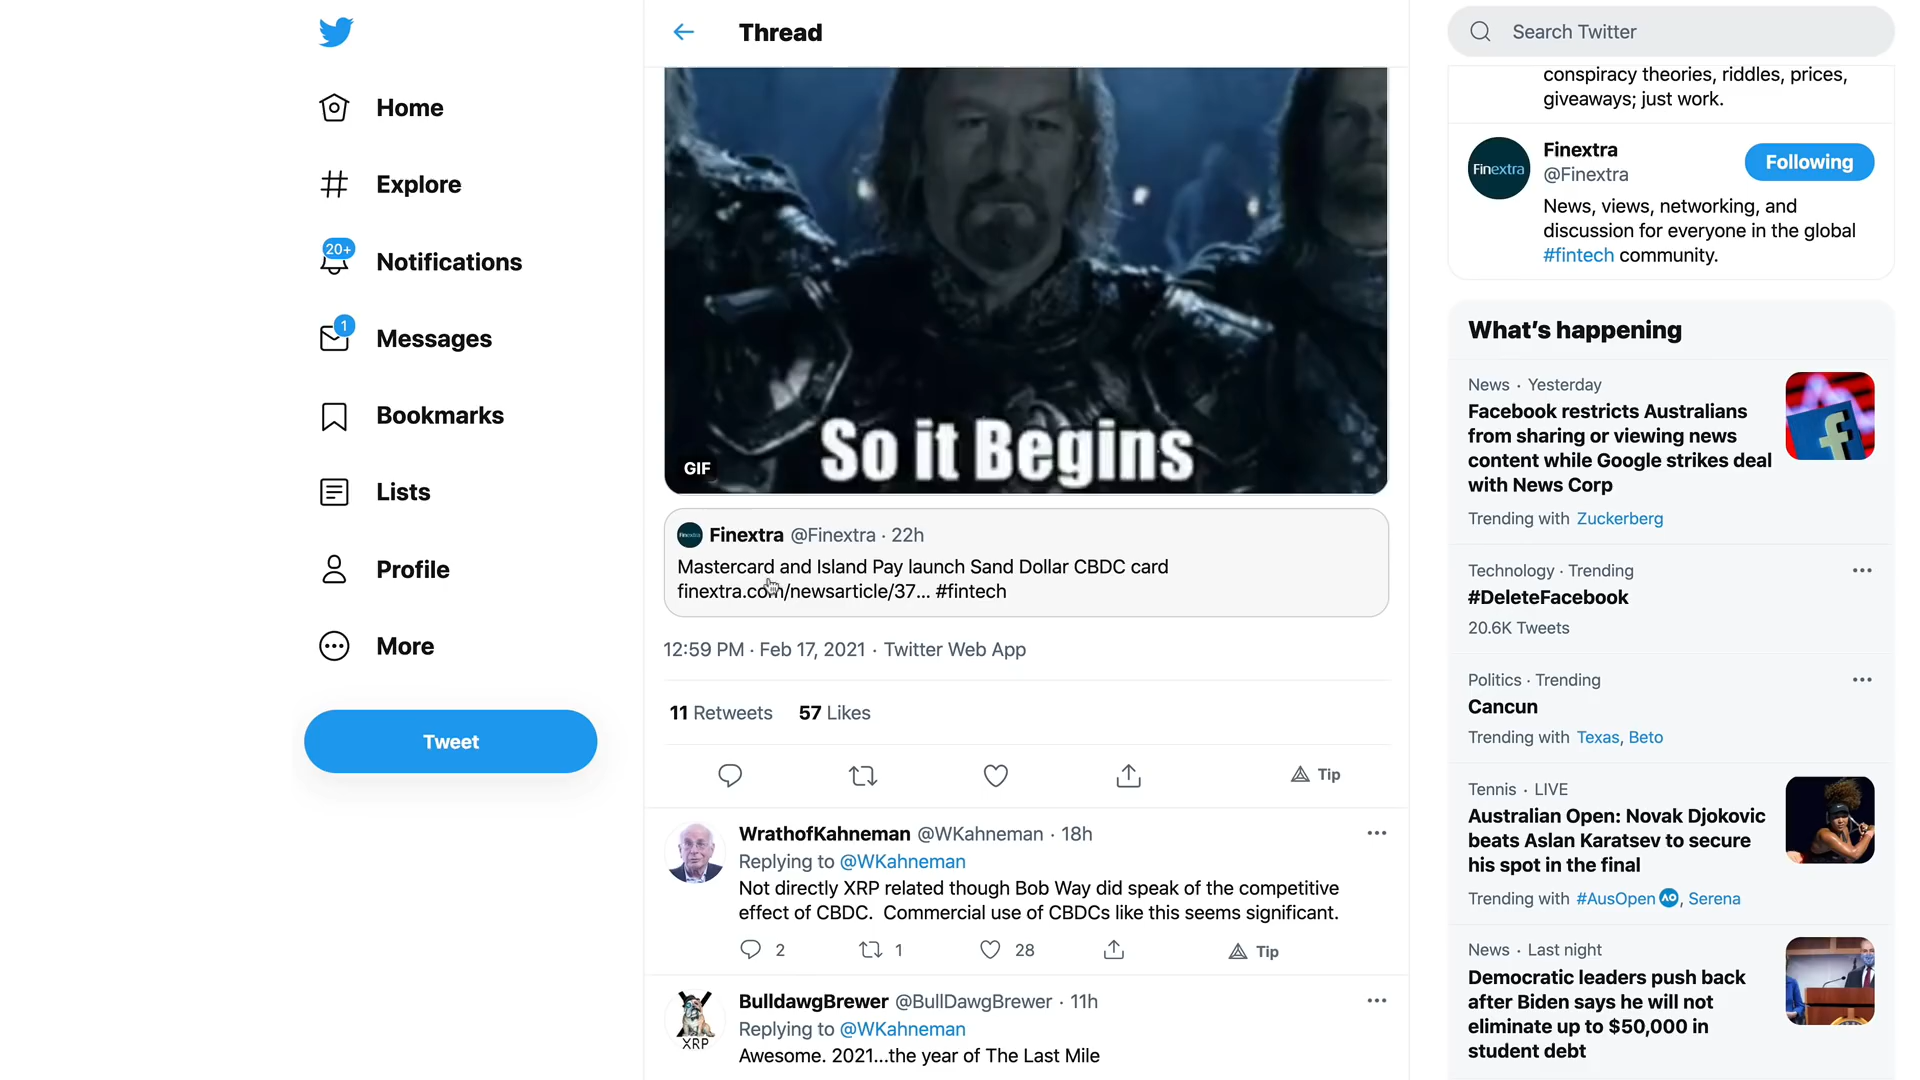 Home
Explore
20+
Notifications
1
Messages
Bookmarks
Lists
Profile
More
Tweet
Thread
So it Begins
GIF
Finextra @Finextra · 22h
Mastercard and Island Pay launch Sand Dollar CBDC card
finextra.com/newsarticle/37... #fintech
12:59 PM · Feb 17, 2021 · Twitter Web App
11 Retweets 57 Likes
Tip
WrathofKahneman @WKahneman · 18h
Replying to @WKahneman
Not directly XRP related though Bob Way did speak of the competitive
effect of CBDC. Commercial use of CBDCs like this seems significant.
2 1 28 Tip
XRP
BulldawgBrewer @BullDawgBrewer · 11h
Replying to @WKahneman
Awesome. 2021...the year of The Last Mile
Search Twitter
conspiracy theories, riddles, prices,
giveaways; just work.
Finextra
Finextra
@Finextra
Following
News, views, networking, and
discussion for everyone in the global
#fintech community.
What’s happening
News · Yesterday
Facebook restricts Australians
from sharing or viewing news
content while Google strikes deal
with News Corp
Trending with Zuckerberg
Technology · Trending
#DeleteFacebook
20.6K Tweets
Politics · Trending
Cancun
Trending with Texas, Beto
Tennis · LIVE
Australian Open: Novak Djokovic
beats Aslan Karatsev to secure
his spot in the final
Trending with #AusOpen AO, Serena
News · Last night
Democratic leaders push back
after Biden says he will not
eliminate up to $50,000 in
student debt